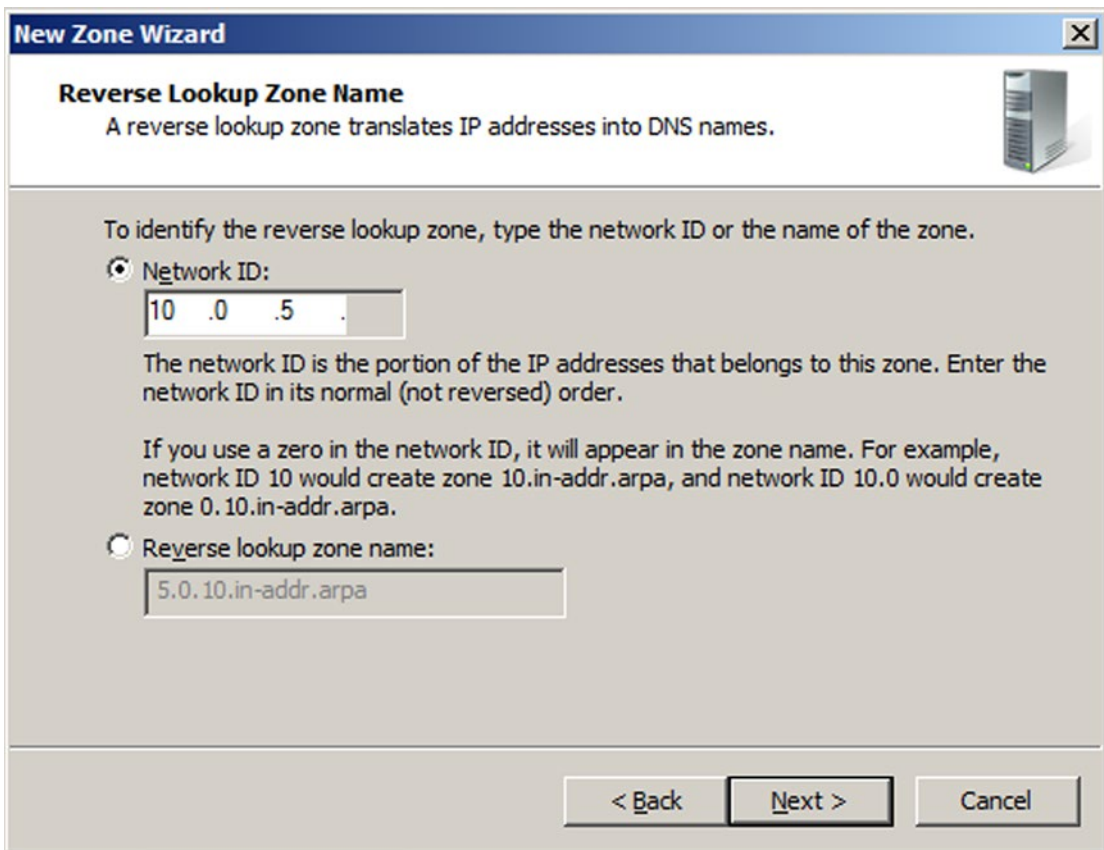 New Zone Wizard
Reverse Lookup Zone Name
A reverse lookup zone translates IP addresses into DNS names.
To identify the reverse lookup zone, type the network ID or the name of the zone.
Network ID:
10 .0 .5 .
The network ID is the portion of the IP addresses that belongs to this zone. Enter the
network ID in its normal (not reversed) order.
If you use a zero in the network ID, it will appear in the zone name. For example,
network ID 10 would create zone 10.in-addr.arpa, and network ID 10.0 would create
zone 0.10.in-addr.arpa.
Reverse lookup zone name:
5.0.10.in-addr.arpa
< Back Next > Cancel